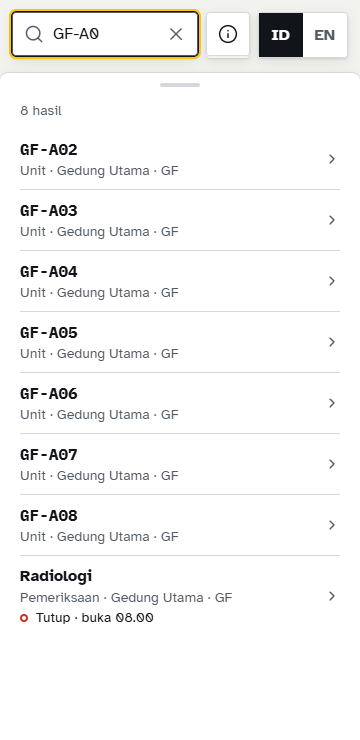 GF-A0
ID
EN
8 hasil
GF-A02
Unit · Gedung Utama · GF
GF-A03
Unit · Gedung Utama · GF
GF-A04
Unit · Gedung Utama · GF
GF-A05
Unit · Gedung Utama · GF
GF-A06
Unit · Gedung Utama · GF
GF-A07
Unit · Gedung Utama · GF
GF-A08
Unit · Gedung Utama · GF
Radiologi
Pemeriksaan · Gedung Utama · GF
Tutup · buka 08.00